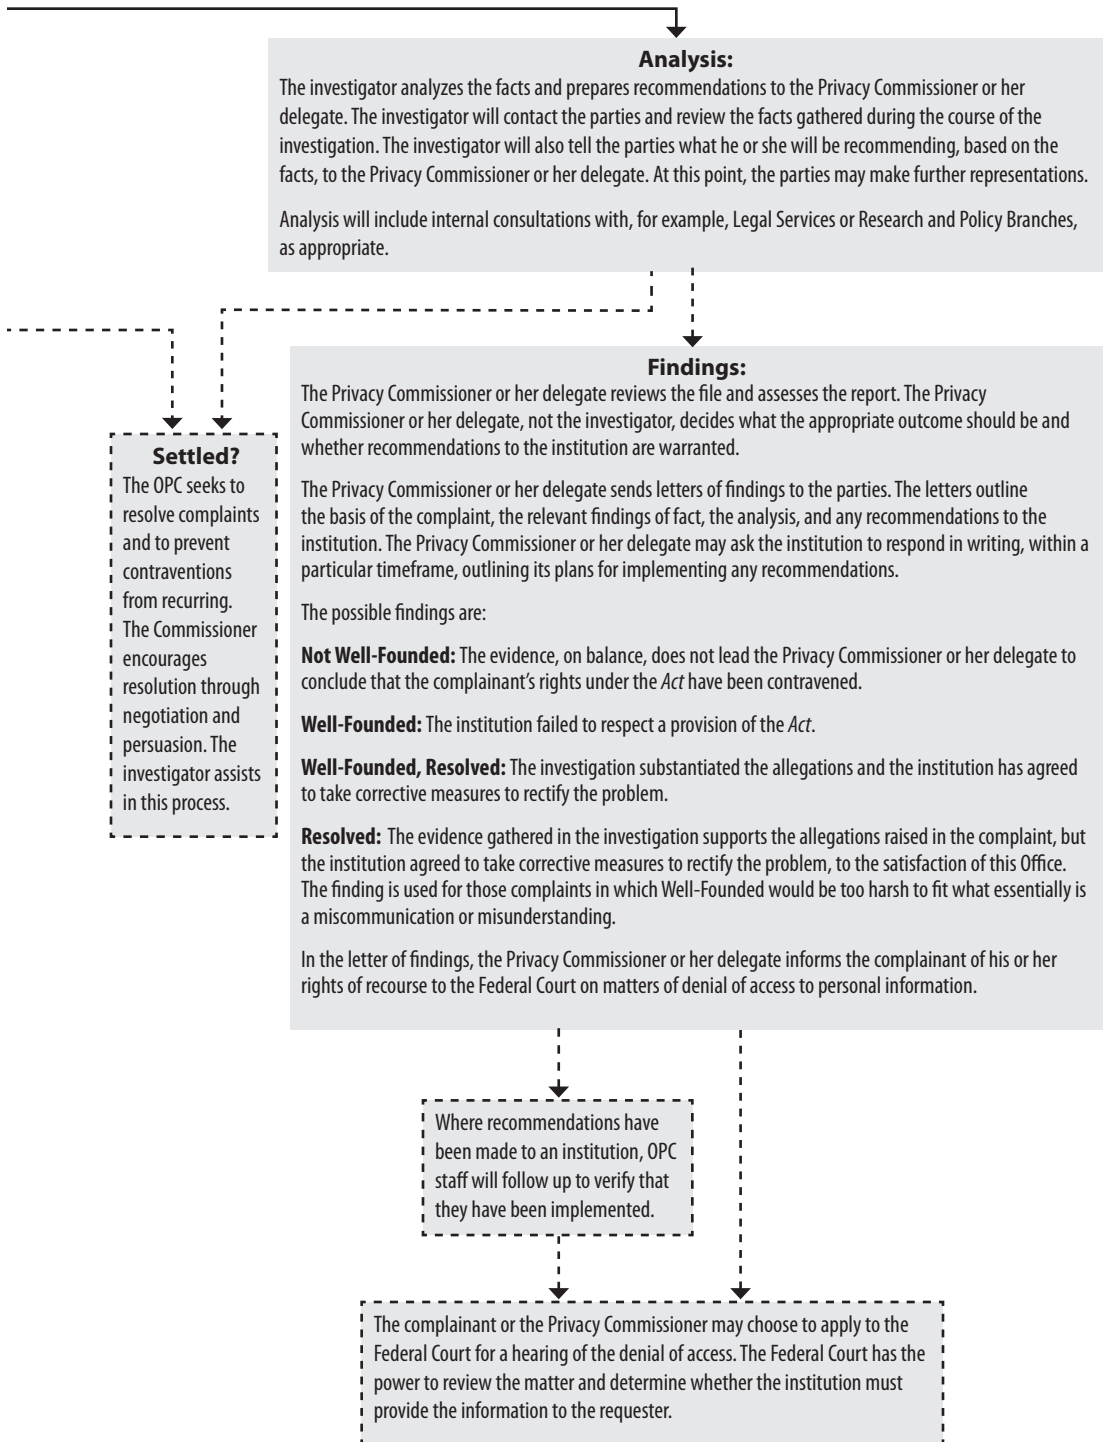 Analysis:
The investigator analyzes the facts and prepares recommendations to the Privacy Commissioner or her
delegate. The investigator will contact the parties and review the facts gathered during the course of the
investigation. The investigator will also tell the parties what he or she will be recommending, based on the
facts, to the Privacy Commissioner or her delegate. At this point, the parties may make further representations.
Analysis will include internal consultations with, for example, Legal Services or Research and Policy Branches,
as appropriate.
Settled?
The OPC seeks to
resolve complaints
and to prevent
contraventions
from recurring.
The Commissioner
encourages
resolution through
negotiation and
persuasion. The
investigator assists
in this process.
Findings:
The Privacy Commissioner or her delegate reviews the file and assesses the report. The Privacy
Commissioner or her delegate, not the investigator, decides what the appropriate outcome should be and
whether recommendations to the institution are warranted.
The Privacy Commissioner or her delegate sends letters of findings to the parties. The letters outline
the basis of the complaint, the relevant findings of fact, the analysis, and any recommendations to the
institution. The Privacy Commissioner or her delegate may ask the institution to respond in writing, within a
particular timeframe, outlining its plans for implementing any recommendations.
The possible findings are:
Not Well-Founded: The evidence, on balance, does not lead the Privacy Commissioner or her delegate to
conclude that the complainant's rights under the Act have been contravened.
Well-Founded: The institution failed to respect a provision of the Act.
Well-Founded, Resolved: The investigation substantiated the allegations and the institution has agreed
to take corrective measures to rectify the problem.
Resolved: The evidence gathered in the investigation supports the allegations raised in the complaint, but
the institution agreed to take corrective measures to rectify the problem, to the satisfaction of this Office.
The finding is used for those complaints in which Well-Founded would be too harsh to fit what essentially is
a miscommunication or misunderstanding.
In the letter of findings, the Privacy Commissioner or her delegate informs the complainant of his or her
rights of recourse to the Federal Court on matters of denial of access to personal information.
Where recommendations have
been made to an institution, OPC
staff will follow up to verify that
they have been implemented.
The complainant or the Privacy Commissioner may choose to apply to the
Federal Court for a hearing of the denial of access. The Federal Court has the
power to review the matter and determine whether the institution must
provide the information to the requester.